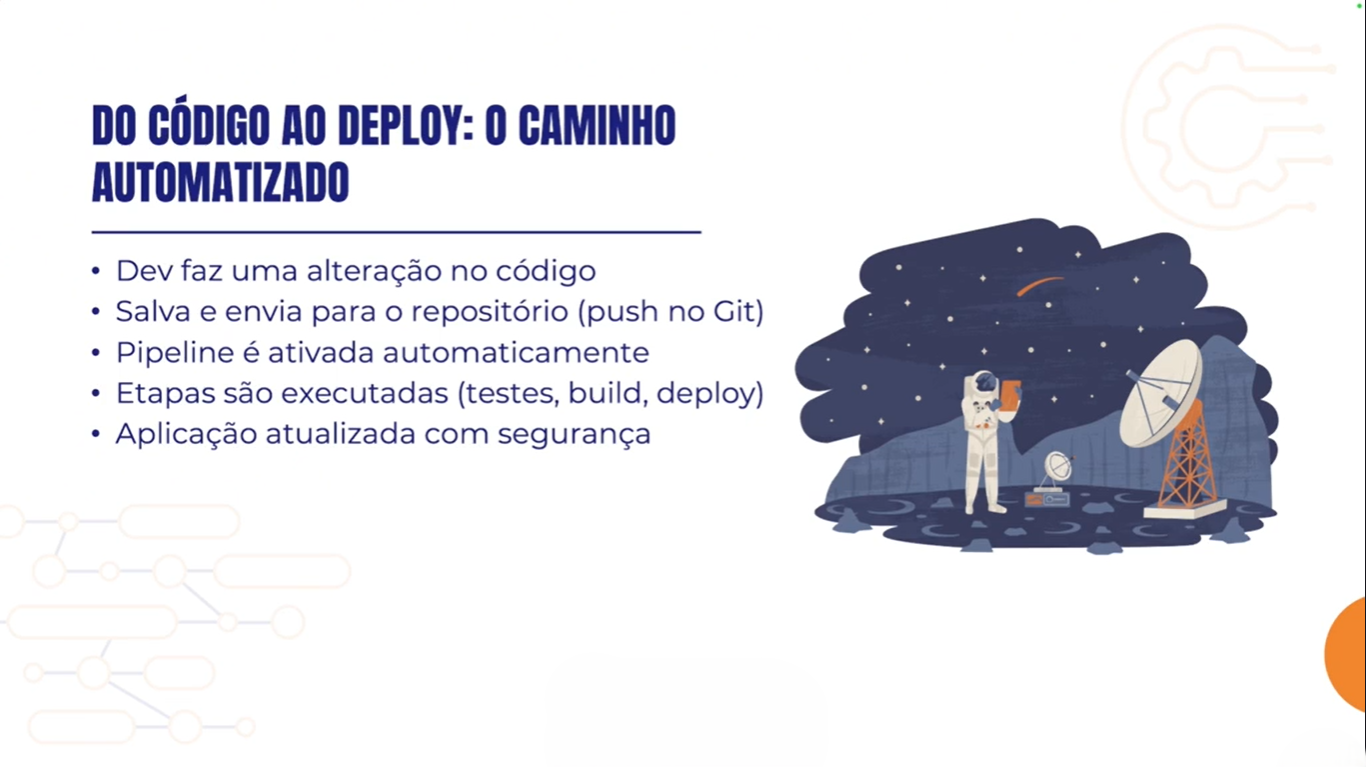 DO CÓDIGO AO DEPLOY: O CAMINHO
AUTOMATIZADO
• Dev faz uma alteração no código
• Salva e envia para o repositório (push no Git)
• Pipeline é ativada automaticamente
• Etapas são executadas (testes, build, deploy)
• Aplicação atualizada com segurança